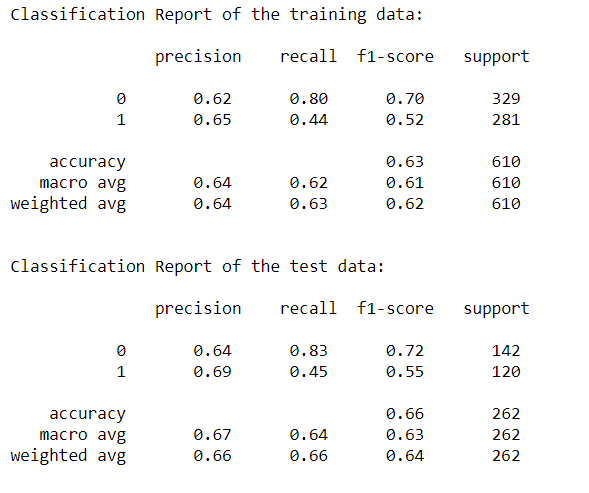 Classification Report of the training data:
precision recall f1-score support
0 0.62 0.80 0.70 329
1 0.65 0.44 0.52 281
accuracy 0.63 610
macro avg 0.64 0.62 0.61 610
weighted avg 0.64 0.63 0.62 610
Classification Report of the test data:
precision recall f1-score support
0 0.64 0.83 0.72 142
1 0.69 0.45 0.55 120
accuracy 0.66 262
macro avg 0.67 0.64 0.63 262
weighted avg 0.66 0.66 0.64 262